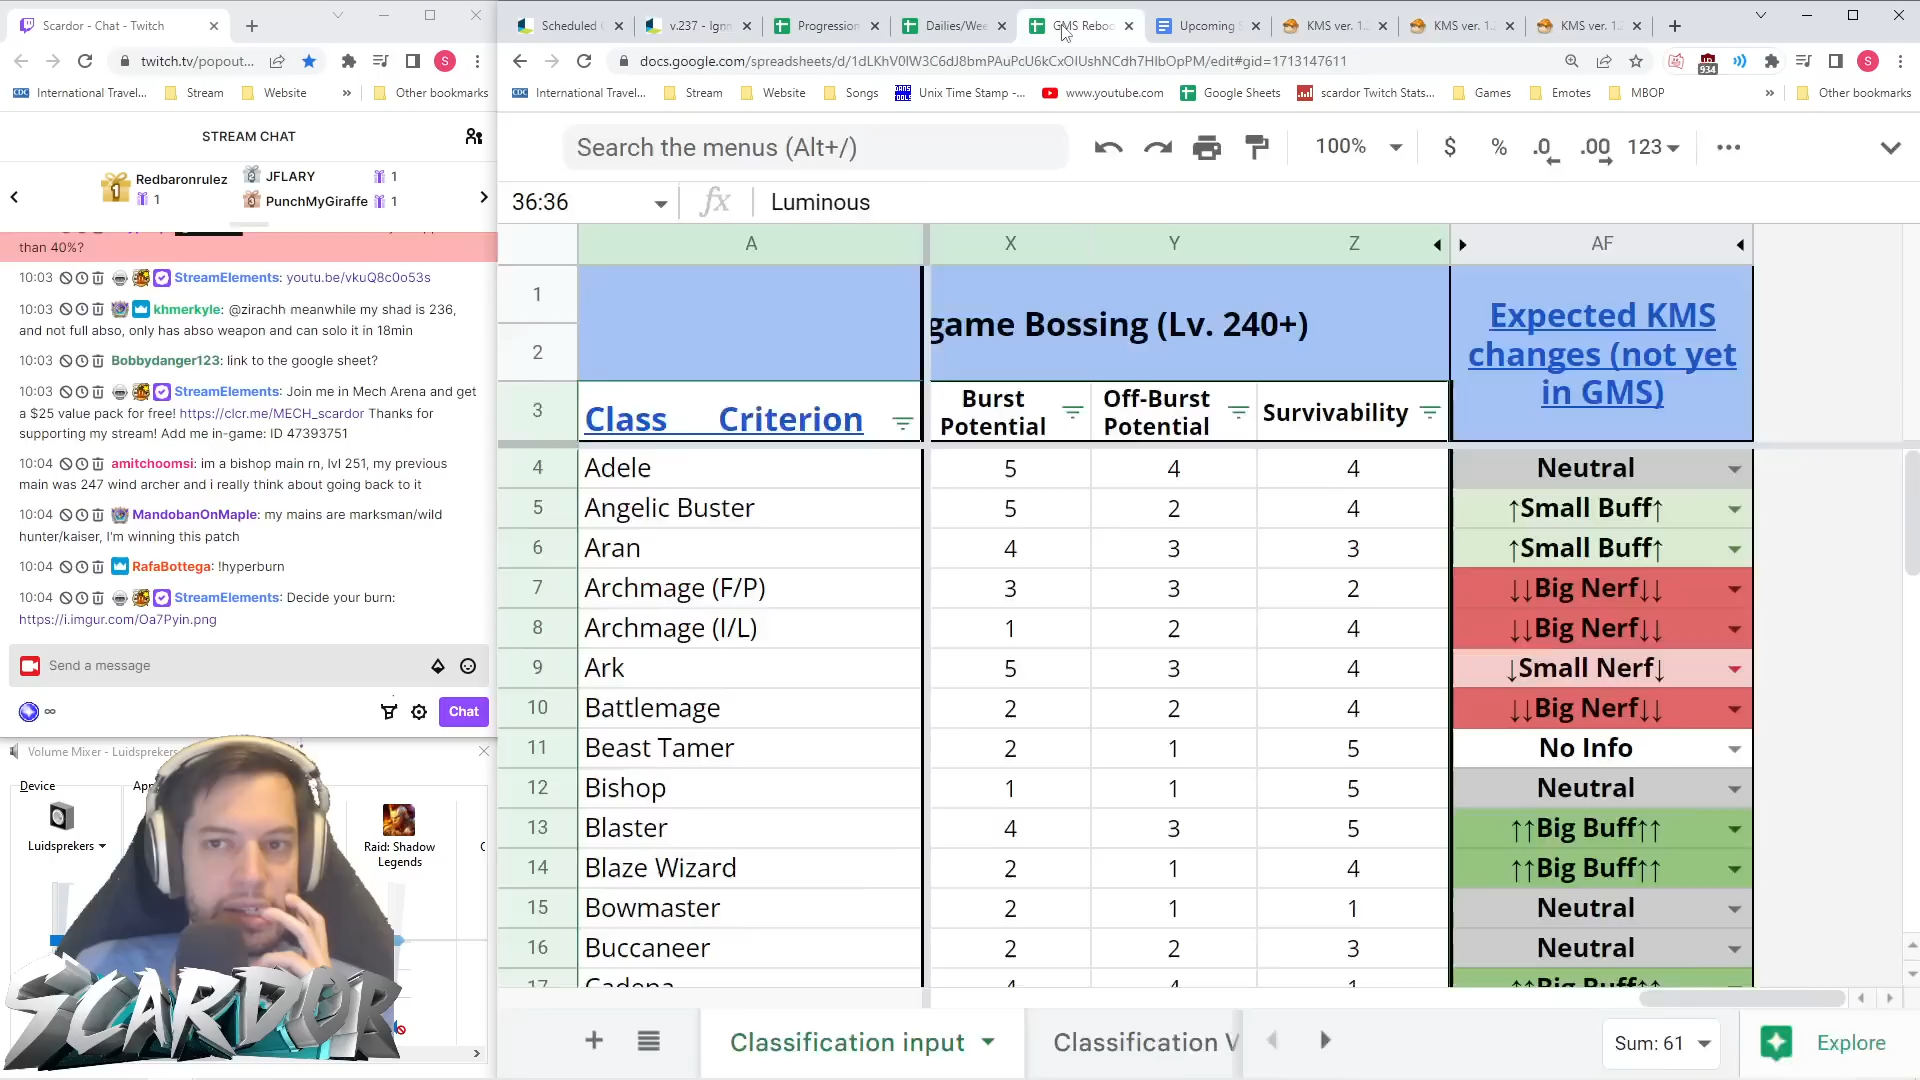 Scardor - Chat - Twitch
twitch.tv/popout...
International Travel...
Stream
Website
Other bookmarks
STREAM CHAT
Redbaronrulez
1
JFLARY 1
PunchMyGiraffe 1
than 40%?
10:03 StreamElements: youtu.be/vkuQ8c0o53s
10:03 khmerkyle: @zirachh meanwhile my shad is 236,
and not full abso, only has abso weapon and can solo it in 18min
10:03 Bobbydanger123: link to the google sheet?
10:03 StreamElements: Join me in Mech Arena and get
a $25 value pack for free! https://clcr.me/MECH_scardor Thanks for
supporting my stream! Add me in-game: ID 47393751
10:04 amitchoomsi: im a bishop main rn, lvl 251, my previous
main was 247 wind archer and i really think about going back to it
10:04 MandobanOnMaple: my mains are marksman/wild
hunter/kaiser, I'm winning this patch
10:04 RafaBottega: !hyperburn
10:04 StreamElements: Decide your burn:
https://i.imgur.com/Oa7Pyin.png
Send a message
Chat
Volume Mixer - Luidsprekers
Device
Luidsprekers
Raid: Shadow
Legends
SCARDOR
Scheduled
v.237 - Ign
Progression
Dailies/Wee
GMS Reboo
Upcoming S
KMS ver. 1.2
KMS ver. 1.2
KMS ver. 1.2
docs.google.com/spreadsheets/d/1dLKhV0IW3C6dJ8bmPAuPcU6kCxOIUshNCdh7HIbOpPM/edit#gid=1713147611
934
International Travel...
Stream
Website
Songs
Unix Time Stamp -...
www.youtube.com
Google Sheets
scardor Twitch Stats...
Games
Emotes
MBOP
Other bookmarks
Search the menus (Alt+/)
100%
$
%
.0
.00
123
36:36
fx
Luminous
A X Y Z AF
1
2
game Bossing (Lv. 240+)
Expected KMS
changes (not yet
in GMS)
3 Class Criterion
Burst
Potential
Off-Burst
Potential
Survivability
4 Adele 5 4 4 Neutral
5 Angelic Buster 5 2 4 ↑Small Buff↑
6 Aran 4 3 3 ↑Small Buff↑
7 Archmage (F/P) 3 3 2 ↓↓Big Nerf↓↓
8 Archmage (I/L) 1 2 4 ↓↓Big Nerf↓↓
9 Ark 5 3 4 ↓Small Nerf↓
10 Battlemage 2 2 4 ↓↓Big Nerf↓↓
11 Beast Tamer 2 1 5 No Info
12 Bishop 1 1 5 Neutral
13 Blaster 4 3 5 ↑↑Big Buff↑↑
14 Blaze Wizard 2 1 4 ↑↑Big Buff↑↑
15 Bowmaster 2 1 1 Neutral
16 Buccaneer 2 2 3 Neutral
17 Cadena 4 4 1 ↑↑Big Buff↑↑
Classification input
Classification V
Sum: 61
Explore